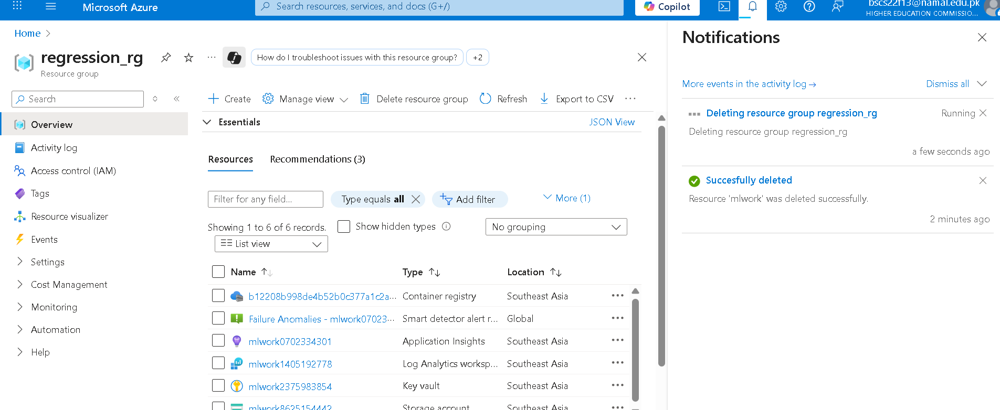 Microsoft Azure
Search resources, services, and docs (G+/)
Copilot
bscs22f13@namal.edu.pk
HIGHER EDUCATION COMMISSIO...
Home
regression_rg
Resource group
How do I troubleshoot issues with this resource group?
+2
Search
Create
Manage view
Delete resource group
Refresh
Export to CSV
Overview
Activity log
Access control (IAM)
Tags
Resource visualizer
Events
Settings
Cost Management
Monitoring
Automation
Help
Essentials
JSON View
Resources
Recommendations (3)
Filter for any field...
Type equals all
Add filter
More (1)
Showing 1 to 6 of 6 records.
Show hidden types
No grouping
List view
Name Type Location
b12208b998de4b52b0c377a1c2a... Container registry Southeast Asia
Failure Anomalies - mlwork07023... Smart detector alert r... Global
mlwork0702334301 Application Insights Southeast Asia
mlwork1405192778 Log Analytics worksp... Southeast Asia
mlwork2375983854 Key vault Southeast Asia
mlwork8625154442 Storage account Southeast Asia
Notifications
More events in the activity log →
Dismiss all
Deleting resource group regression_rg
Running
Deleting resource group regression_rg
a few seconds ago
Succesfully deleted
Resource 'mlwork' was deleted successfully.
2 minutes ago